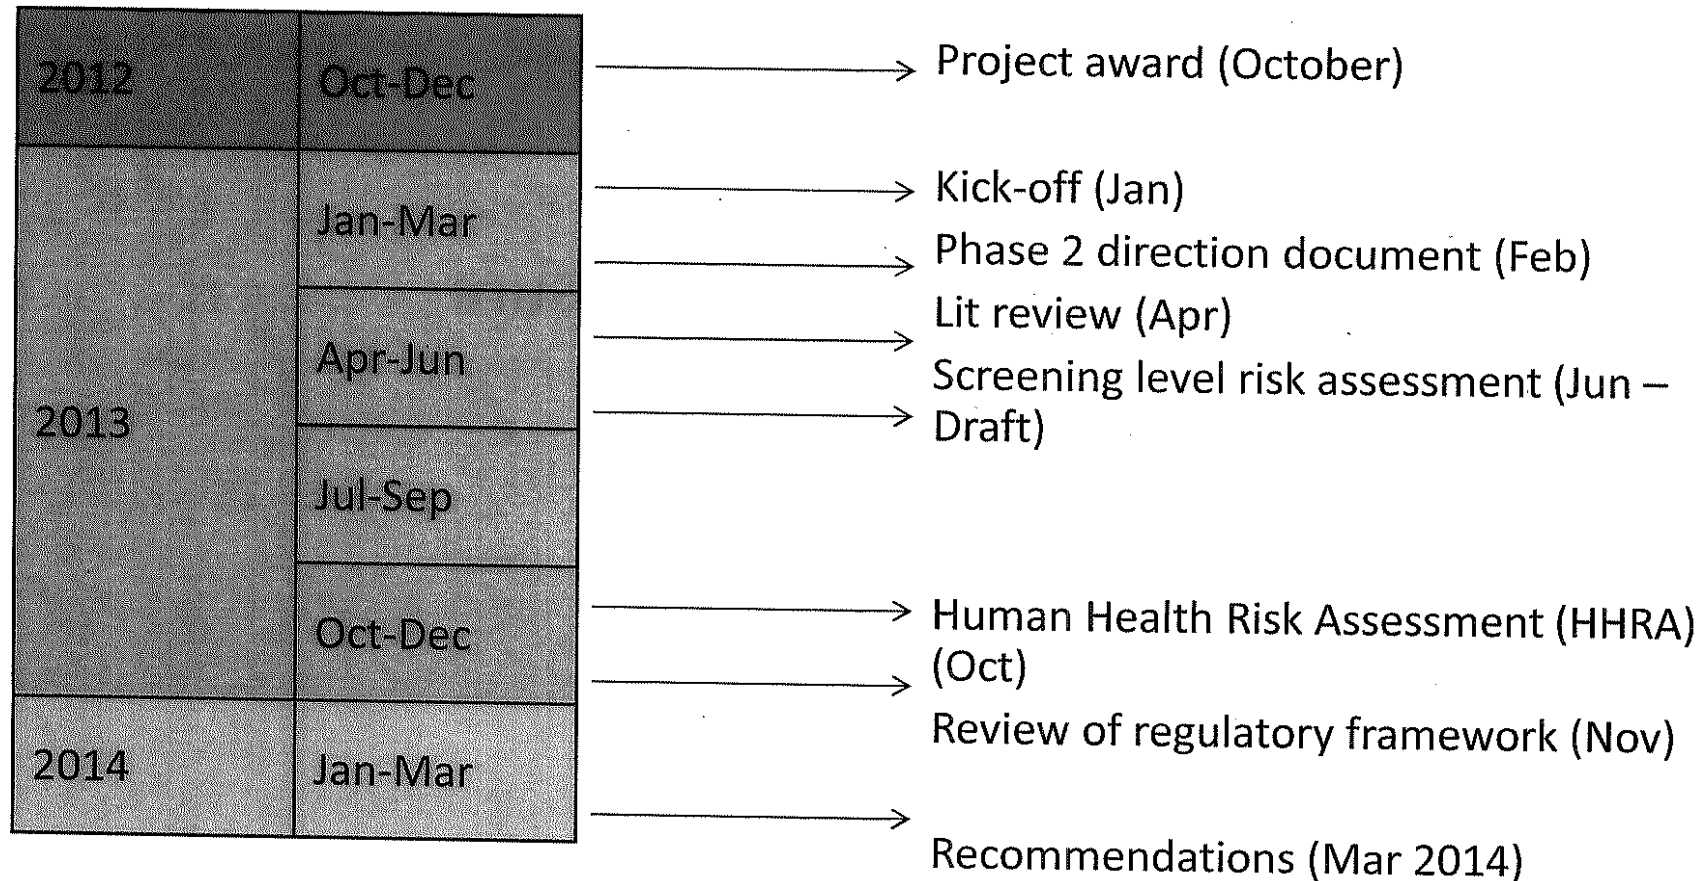 2012
Oct-Dec
Project award (October)
2013
Jan-Mar
Kick-off (Jan)
Phase 2 direction document (Feb)
Apr-Jun
Lit review (Apr)
Screening level risk assessment (Jun –
Draft)
Jul-Sep
Oct-Dec
Human Health Risk Assessment (HHRA)
(Oct)
Review of regulatory framework (Nov)
2014
Jan-Mar
Recommendations (Mar 2014)